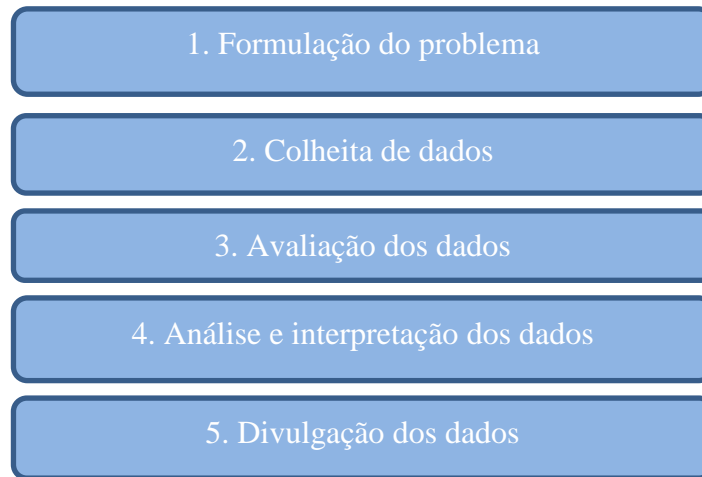 1. Formulação do problema
2. Colheita de dados
3. Avaliação dos dados
4. Análise e interpretação dos dados
5. Divulgação dos dados